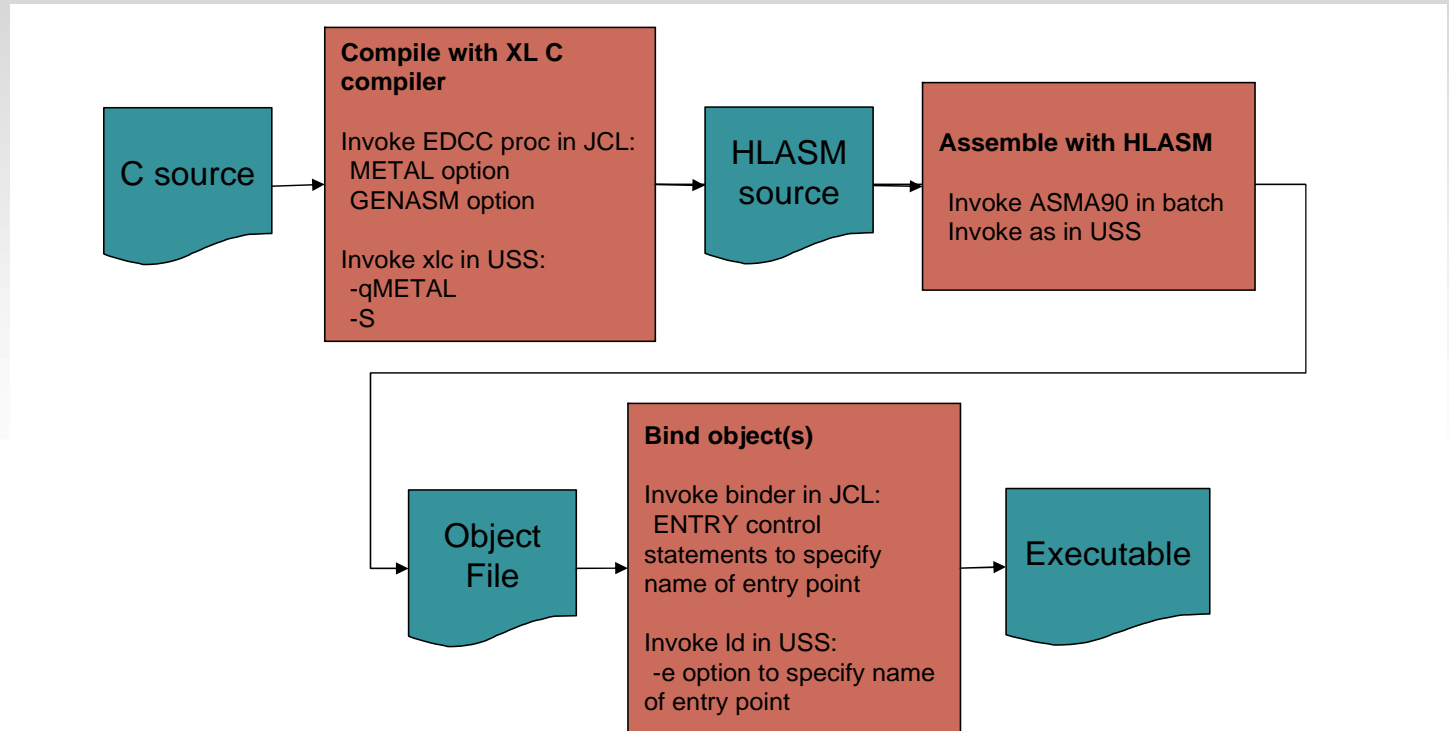 C source
Compile with XL C
compiler
Invoke EDCC proc in JCL:
METAL option
GENASM option
Invoke xlc in USS:
-qMETAL
-S
HLASM
source
Assemble with HLASM
Invoke ASMA90 in batch
Invoke as in USS
Object
File
Bind object(s)
Invoke binder in JCL:
ENTRY control
statements to specify
name of entry point
Invoke ld in USS:
-e option to specify name
of entry point
Executable